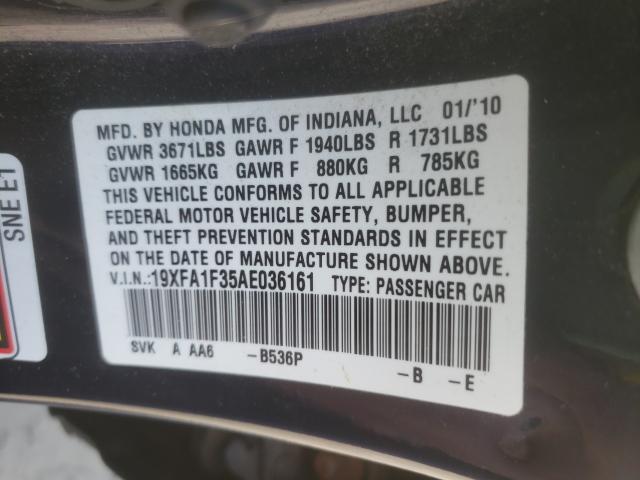 MFD. BY HONDA MFG. OF INDIANA, LLC 01/'10
GVWR 3671LBS GAWR F 1940LBS R 1731LBS
GVWR 1665KG GAWR F 880KG R 785KG
THIS VEHICLE CONFORMS TO ALL APPLICABLE
FEDERAL MOTOR VEHICLE SAFETY, BUMPER,
AND THEFT PREVENTION STANDARDS IN EFFECT
ON THE DATE OF MANUFACTURE SHOWN ABOVE.
V.I.N.:19XFA1F35AE036161 TYPE: PASSENGER CAR
SVK A AA6 -B536P -B -E
SNE E1